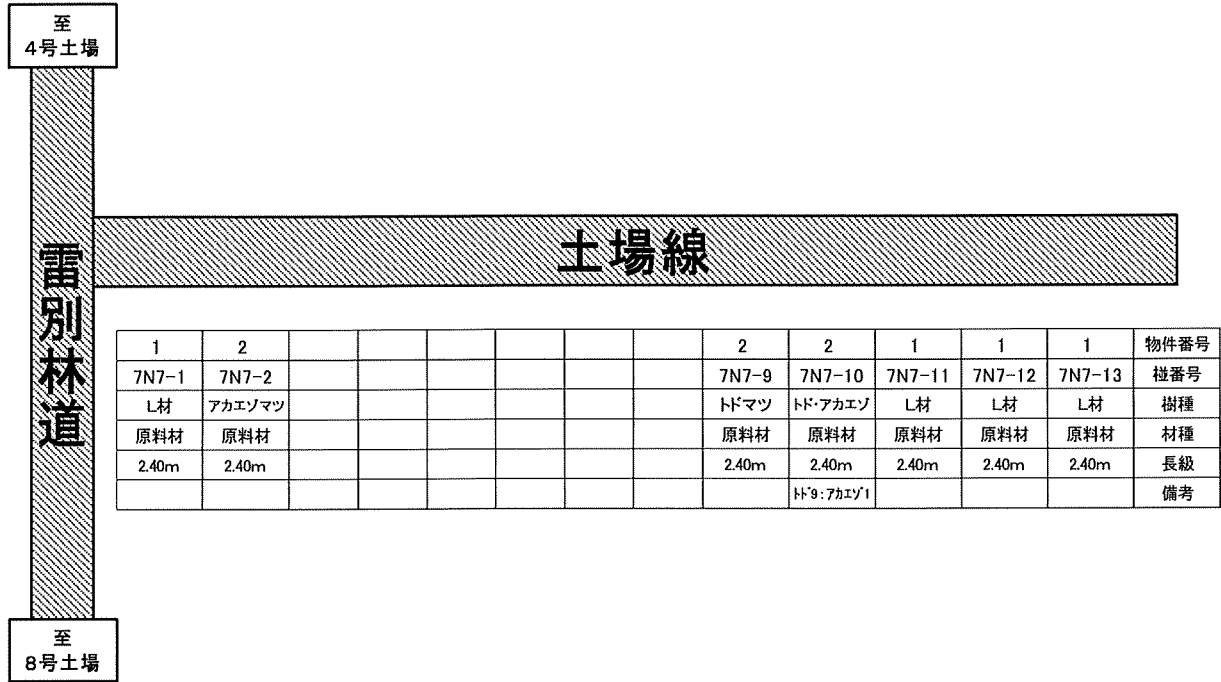 至
4号土場
土場線
雷別林道
1 2 2 2 1 1 1 物件番号
7N7-1 7N7-2 7N7-9 7N7-10 7N7-11 7N7-12 7N7-13 椪番号
L材 アカエゾマツ トドマツ トド・アカエゾ L材 L材 L材 樹種
原料材 原料材 原料材 原料材 原料材 原料材 原料材 材種
2.40m 2.40m 2.40m 2.40m 2.40m 2.40m 2.40m 長級
ﾄﾄﾞ9:ｱｶｴｿﾞ1 備考
至
8号土場